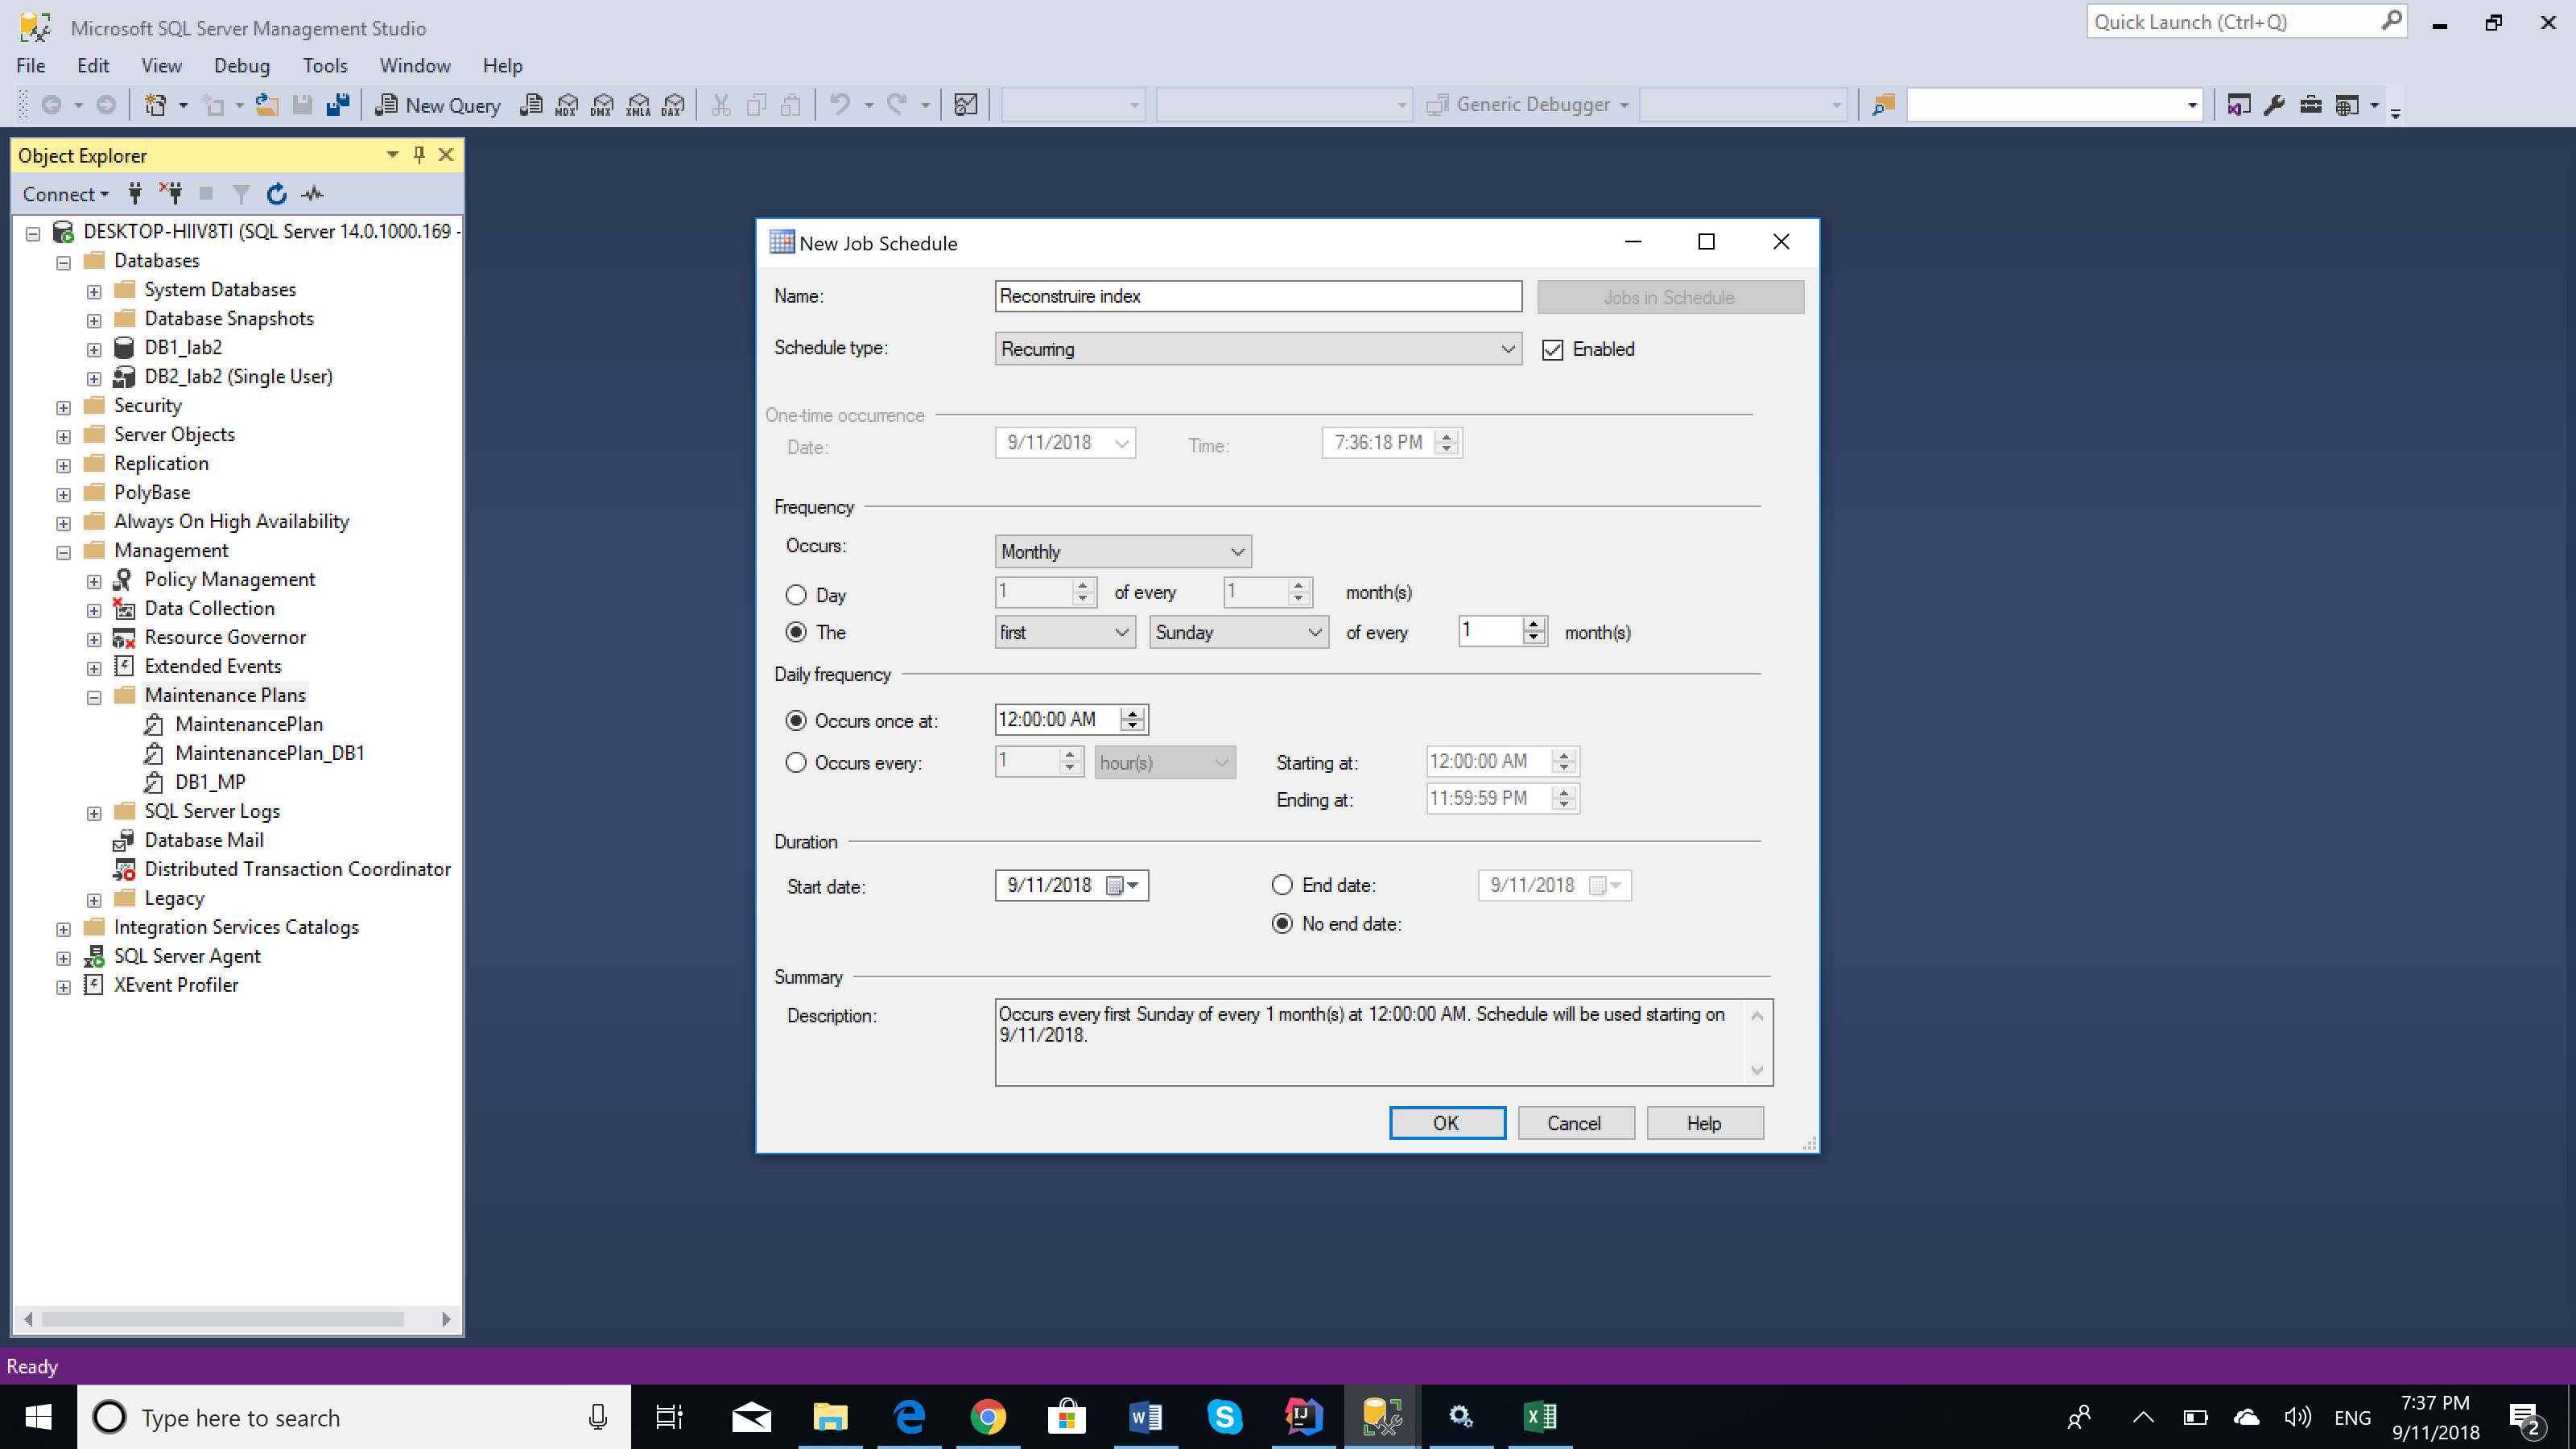 Microsoft SQL Server Management Studio
Quick Launch (Ctrl+Q)
File Edit View Debug Tools Window Help
New Query MDX DMX XMLA DAX Generic Debugger
Object Explorer
Connect
DESKTOP-HIIV8TI (SQL Server 14.0.1000.169 -
Databases
System Databases
Database Snapshots
DB1_lab2
DB2_lab2 (Single User)
Security
Server Objects
Replication
PolyBase
Always On High Availability
Management
Policy Management
Data Collection
Resource Governor
Extended Events
Maintenance Plans
MaintenancePlan
MaintenancePlan_DB1
DB1_MP
SQL Server Logs
Database Mail
Distributed Transaction Coordinator
Legacy
Integration Services Catalogs
SQL Server Agent
XEvent Profiler
New Job Schedule
Name: Reconstruire index Jobs in Schedule
Schedule type: Recurring Enabled
One-time occurrence
Date: 9/11/2018 Time: 7:36:18 PM
Frequency
Occurs: Monthly
Day 1 of every 1 month(s)
The first Sunday of every 1 month(s)
Daily frequency
Occurs once at: 12:00:00 AM
Occurs every: 1 hour(s) Starting at: 12:00:00 AM
Ending at: 11:59:59 PM
Duration
Start date: 9/11/2018 End date: 9/11/2018
No end date:
Summary
Description: Occurs every first Sunday of every 1 month(s) at 12:00:00 AM. Schedule will be used starting on
9/11/2018.
OK Cancel Help
Ready
Type here to search
ENG
7:37 PM
9/11/2018
2